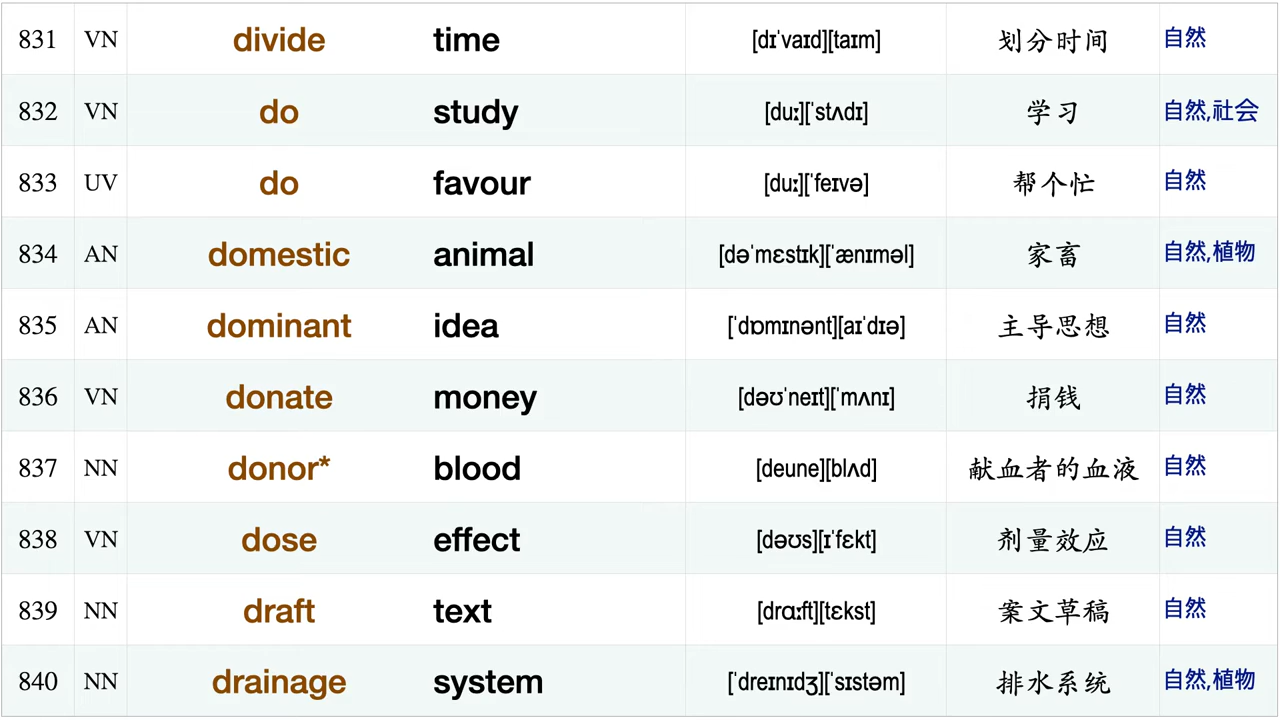 831 VN divide time [dɪˈvaɪd][taɪm] 划分时间 自然
832 VN do study [duː][ˈstʌdɪ] 学习 自然,社会
833 UV do favour [duː][ˈfeɪvə] 帮个忙 自然
834 AN domestic animal [dəˈmɛstɪk][ˈænɪməl] 家畜 自然,植物
835 AN dominant idea [ˈdɒmɪnənt][aɪˈdɪə] 主导思想 自然
836 VN donate money [dəʊˈneɪt][ˈmʌnɪ] 捐钱 自然
837 NN donor* blood [deune][blʌd] 献血者的血液 自然
838 VN dose effect [dəʊs][ɪˈfɛkt] 剂量效应 自然
839 NN draft text [drɑːft][tɛkst] 案文草稿 自然
840 NN drainage system [ˈdreɪnɪdʒ][ˈsɪstəm] 排水系统 自然,植物